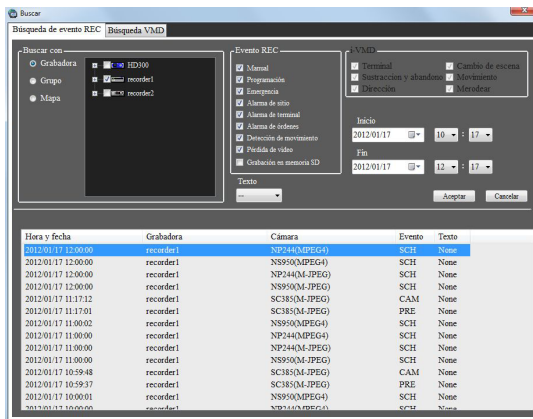 Buscar
Búsqueda de evento REC Búsqueda VMD
Buscar con
Grabadora
Grupo
Mapa
HD300
recorder1
recorder2
Evento REC
Manual
Programación
Emergencia
Alarma de sitio
Alarma de terminal
Alarma de órdenes
Detección de movimiento
Pérdida de vídeo
Grabación en memoria SD
Texto
--
i-VMD
Terminal Cambio de escena
Sustraccion y abandono Movimiento
Dirección Merodear
Inicio
2012/01/17 10 : 17
Fin
2012/01/17 12 : 17
Aceptar Cancelar
Hora y fecha Grabadora Cámara Evento Texto
2012/01/17 12:00:00 recorder1 NP244(MPEG4) SCH None
2012/01/17 12:00:00 recorder1 NS950(MPEG4) SCH None
2012/01/17 12:00:00 recorder1 NP244(M-JPEG) SCH None
2012/01/17 12:00:00 recorder1 NS950(M-JPEG) SCH None
2012/01/17 11:17:12 recorder1 SC385(M-JPEG) CAM None
2012/01/17 11:17:01 recorder1 SC385(M-JPEG) PRE None
2012/01/17 11:00:02 recorder1 NS950(MPEG4) SCH None
2012/01/17 11:00:00 recorder1 NP244(MPEG4) SCH None
2012/01/17 11:00:00 recorder1 NP244(M-JPEG) SCH None
2012/01/17 11:00:00 recorder1 NS950(M-JPEG) SCH None
2012/01/17 10:59:48 recorder1 SC385(M-JPEG) CAM None
2012/01/17 10:59:37 recorder1 SC385(M-JPEG) PRE None
2012/01/17 10:00:01 recorder1 NS950(MPEG4) SCH None
2012/01/17 10:00:00 recorder1 NP244(MPEG4) SCH None